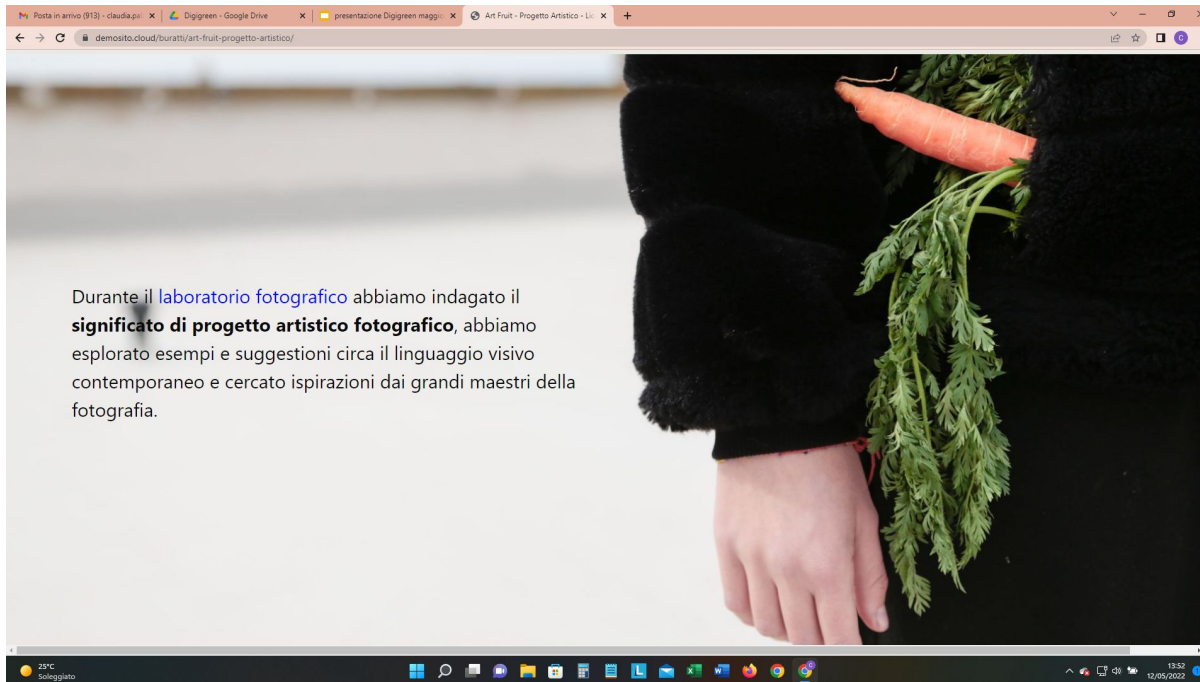 Posta in arrivo (913) - claudia.pa
Digigreen - Google Drive
presentazione Digigreen maggi
Art Fruit - Progetto Artistico - Lic
demosito.cloud/buratti/art-fruit-progetto-artistico/
Durante il laboratorio fotografico abbiamo indagato il
significato di progetto artistico fotografico, abbiamo
esplorato esempi e suggestioni circa il linguaggio visivo
contemporaneo e cercato ispirazioni dai grandi maestri della
fotografia.
25°C
Soleggiato
13:52
12/05/2022